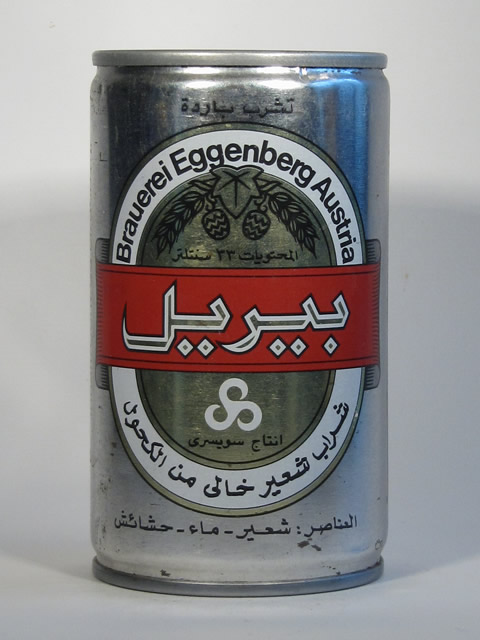 تشرب باردة
Brauerei Eggenberg Austria
المحتويات ٣٣ سنتلتر
بيريل
انتاج سويسرى
شراب شعير خالى من الكحول
العناصر: شعير - ماء - حشائش